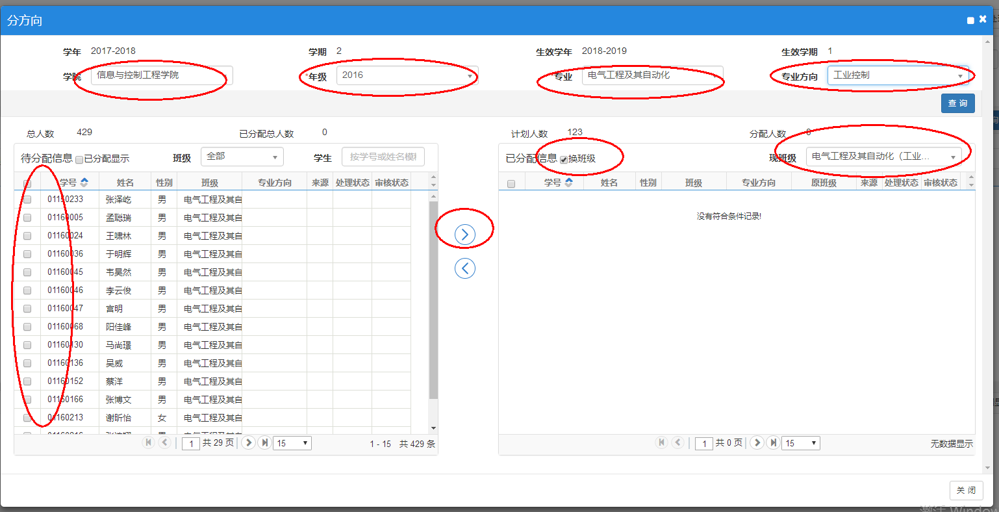 分方向
学年 2017-2018 学期 2 生效学年 2018-2019 生效学期 1
学院 信息与控制工程学院 *年级 2016 *专业 电气工程及其自动化 专业方向 工业控制
查 询
总人数 429 已分配总人数 0 计划人数 123 分配人数 0
待分配信息 已分配显示 班级 全部 学生 按学号或姓名模 已分配信息 换班级 现班级 电气工程及其自动化（工业...
学号 姓名 性别 班级 专业方向 来源 处理状态 审核状态 学号 姓名 性别 班级 专业方向 原班级 来源 处理状态 审核状态
01150233 张泽屹 男 电气工程及其自
没有符合条件记录!
01160005 孟聪瑞 男 电气工程及其自
01160024 王啸林 男 电气工程及其自
01160036 于明辉 男 电气工程及其自
01160045 韦昊然 男 电气工程及其自
01160046 李云俊 男 电气工程及其自
01160047 宫明 男 电气工程及其自
01160068 阳佳峰 男 电气工程及其自
01160130 马尚璟 男 电气工程及其自
01160136 吴威 男 电气工程及其自
01160152 蔡洋 男 电气工程及其自
01160166 张博文 男 电气工程及其自
01160213 谢昕怡 女 电气工程及其自
1 共 29 页 15 1 - 15 共 429 条 1 共 0 页 15 无数据显示
关 闭